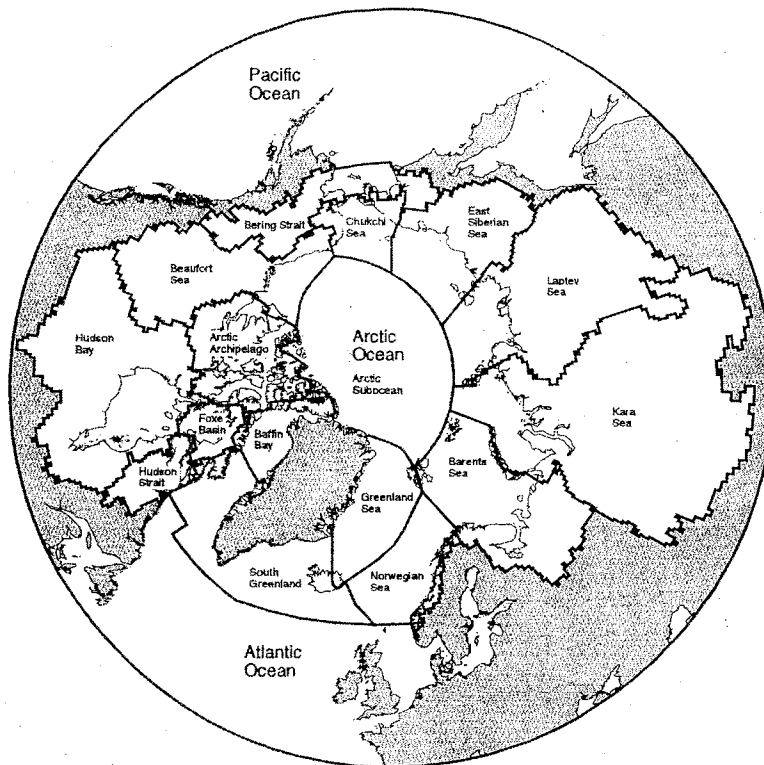 Pacific
Ocean
Bering Strait
Chukchi
Sea
East
Siberian
Sea
Beaufort
Sea
Laptev
Sea
Hudson
Bay
Arctic
Archipelago
Arctic
Ocean
Arctic
Subocean
Kara
Sea
Foxe
Basin
Baffin
Bay
Barents
Sea
Hudson
Strait
Greenland
Sea
South
Greenland
Norwegian
Sea
Atlantic
Ocean